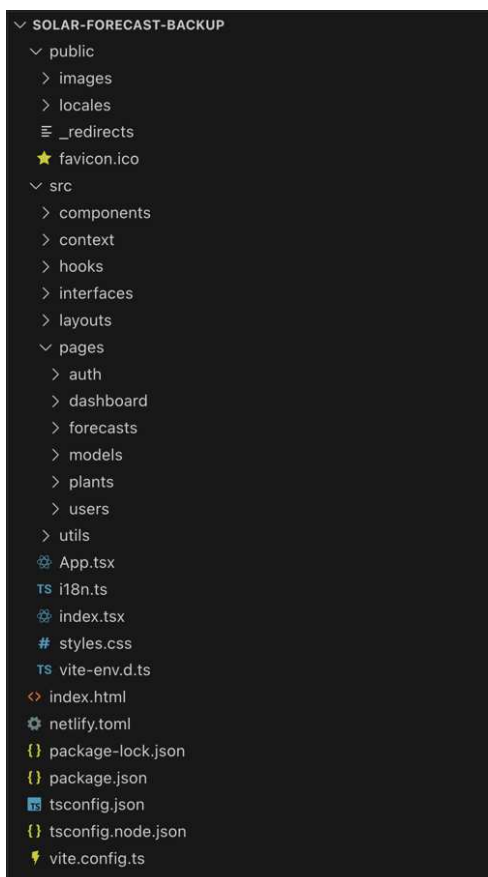 SOLAR-FORECAST-BACKUP
public
images
locales
_redirects
favicon.ico
src
components
context
hooks
interfaces
layouts
pages
auth
dashboard
forecasts
models
plants
users
utils
App.tsx
TS i18n.ts
index.tsx
# styles.css
TS vite-env.d.ts
<> index.html
netlify.toml
{} package-lock.json
{} package.json
TS tsconfig.json
{} tsconfig.node.json
vite.config.ts